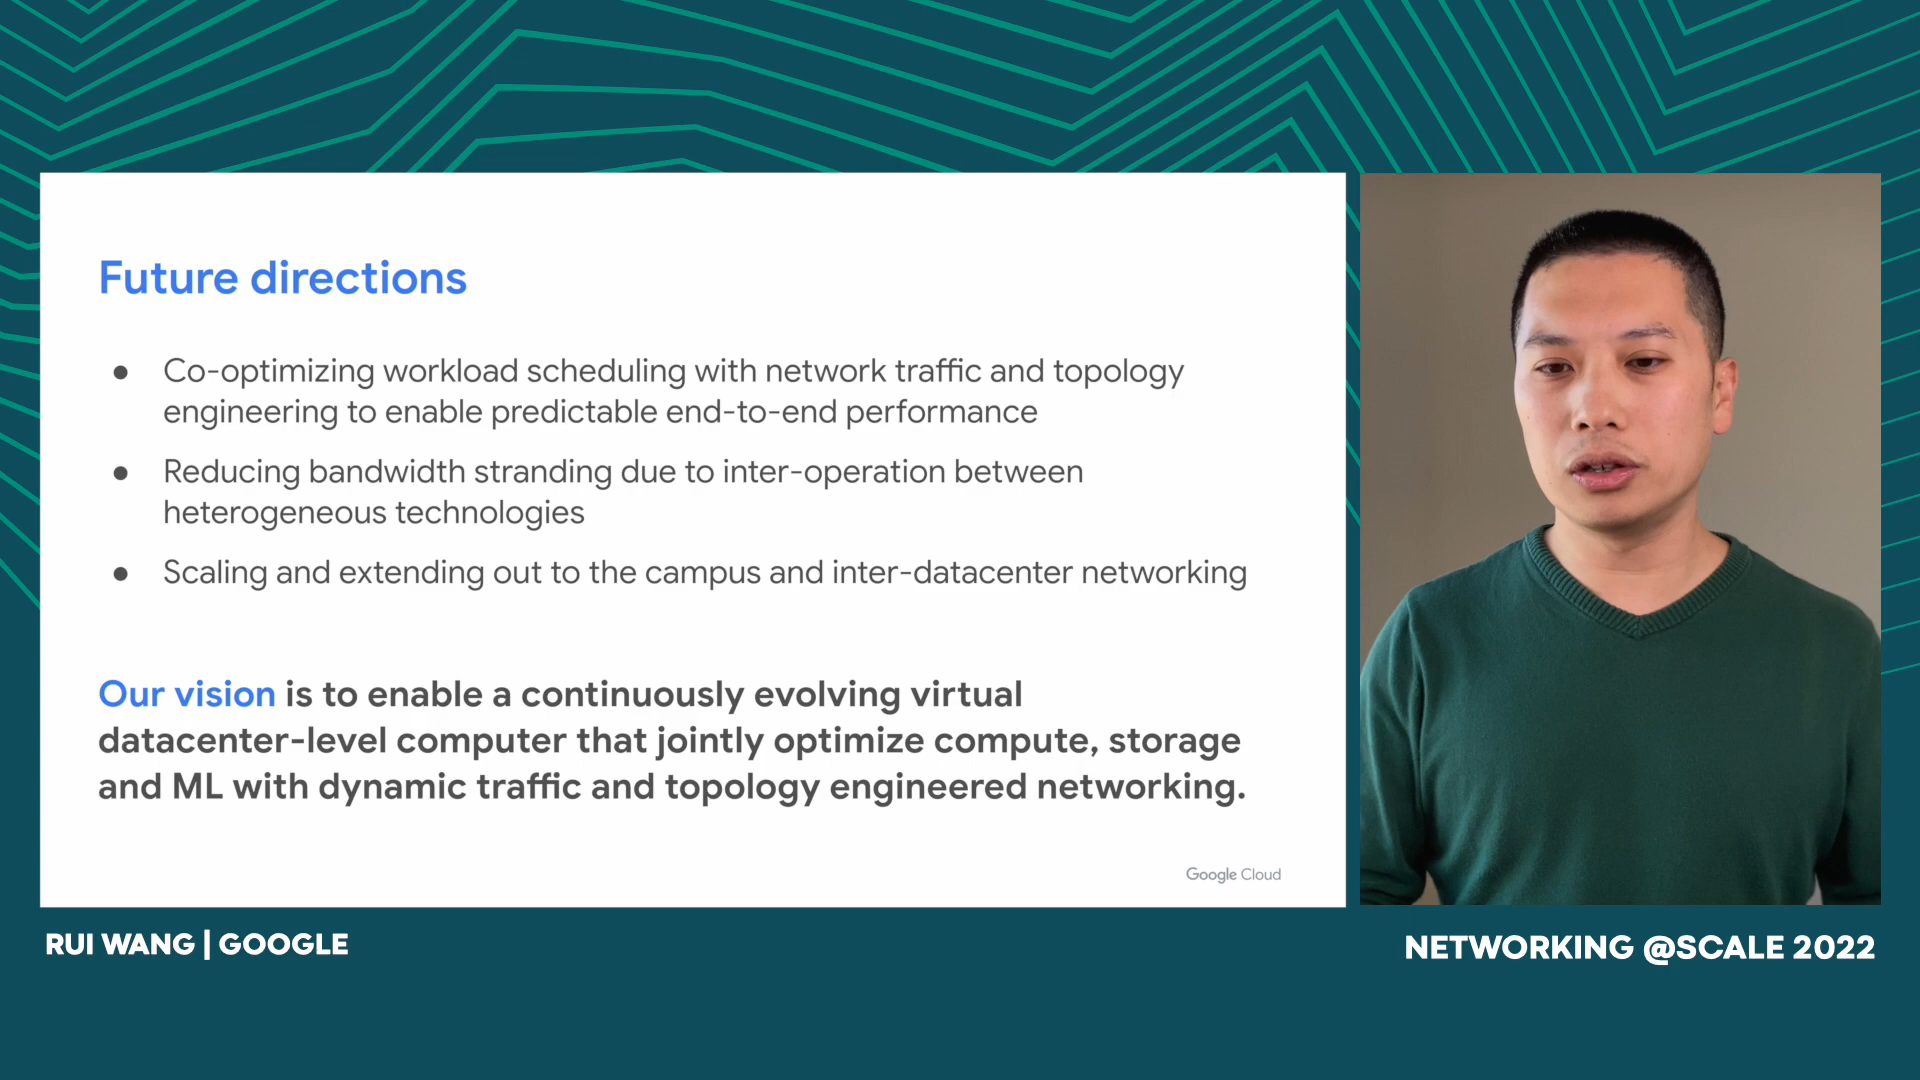 Future directions
● Co-optimizing workload scheduling with network traffic and topology
engineering to enable predictable end-to-end performance
● Reducing bandwidth stranding due to inter-operation between
heterogeneous technologies
● Scaling and extending out to the campus and inter-datacenter networking
Our vision is to enable a continuously evolving virtual
datacenter-level computer that jointly optimize compute, storage
and ML with dynamic traffic and topology engineered networking.
Google Cloud
RUI WANG | GOOGLE
NETWORKING @SCALE 2022